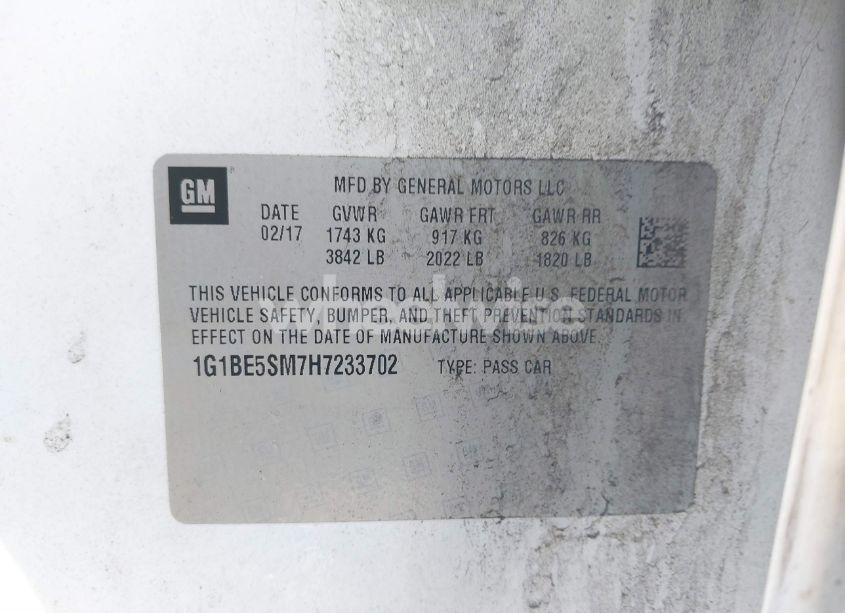 GM
MFD BY GENERAL MOTORS LLC
DATE GVWR GAWR FRT GAWR RR
02/17 1743 KG 917 KG 826 KG
3842 LB 2022 LB 1820 LB
THIS VEHICLE CONFORMS TO ALL APPLICABLE U.S. FEDERAL MOTOR
VEHICLE SAFETY, BUMPER, AND THEFT PREVENTION STANDARDS IN
EFFECT ON THE DATE OF MANUFACTURE SHOWN ABOVE.
1G1BE5SM7H7233702 TYPE: PASS CAR